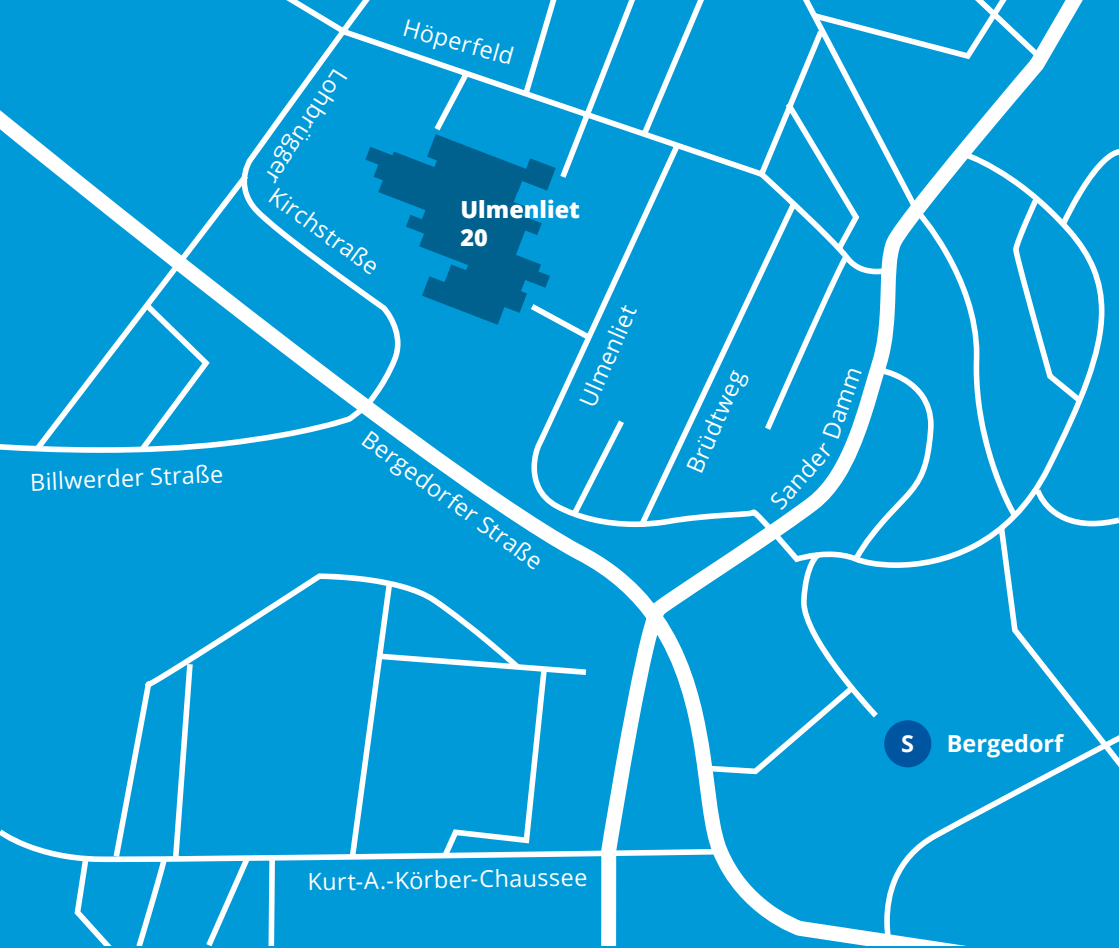 Höperfeld
Lohbrügger
Kirchstraße
Ulmenliet
20
Ulmenliet
Brüdtweg
Sander Damm
Bergedorfer Straße
Billwerder Straße
S Bergedorf
Kurt-A.-Körber-Chaussee